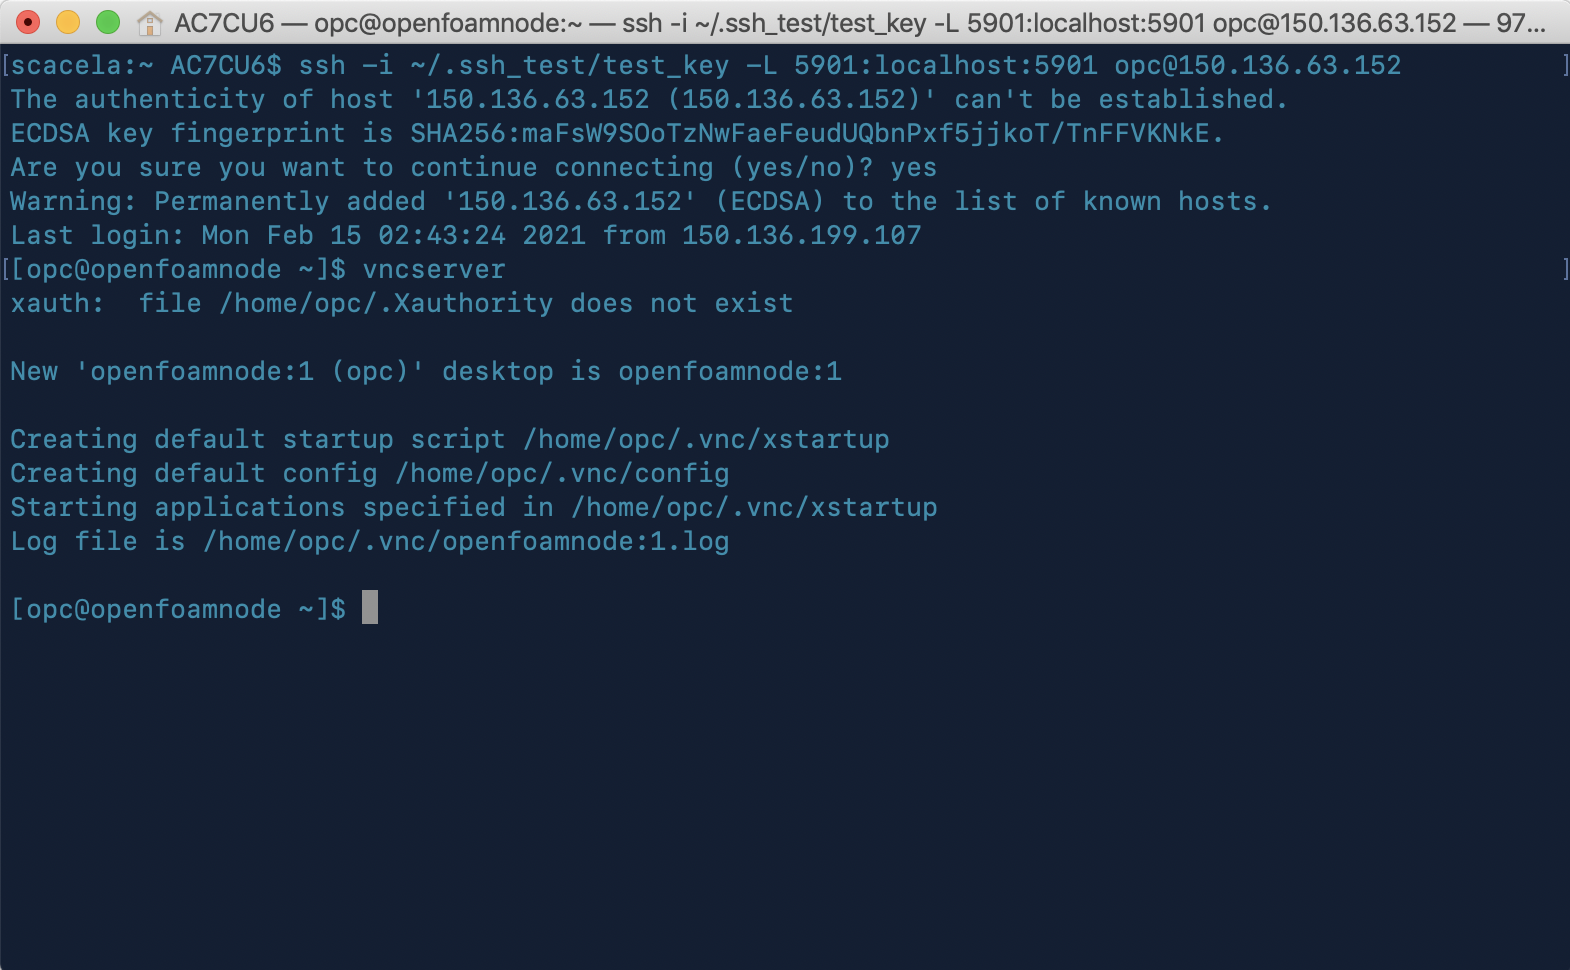 AC7CU6 — opc@openfoamnode:~ — ssh -i ~/.ssh_test/test_key -L 5901:localhost:5901 opc@150.136.63.152 — 97...
[scacela:~ AC7CU6$ ssh -i ~/.ssh_test/test_key -L 5901:localhost:5901 opc@150.136.63.152 ]
The authenticity of host '150.136.63.152 (150.136.63.152)' can't be established.
ECDSA key fingerprint is SHA256:maFsW9SOoTzNwFaeFeudUQbnPxf5jjkoT/TnFFVKNkE.
Are you sure you want to continue connecting (yes/no)? yes
Warning: Permanently added '150.136.63.152' (ECDSA) to the list of known hosts.
Last login: Mon Feb 15 02:43:24 2021 from 150.136.199.107
[[opc@openfoamnode ~]$ vncserver ]
xauth:  file /home/opc/.Xauthority does not exist
New 'openfoamnode:1 (opc)' desktop is openfoamnode:1
Creating default startup script /home/opc/.vnc/xstartup
Creating default config /home/opc/.vnc/config
Starting applications specified in /home/opc/.vnc/xstartup
Log file is /home/opc/.vnc/openfoamnode:1.log
[opc@openfoamnode ~]$